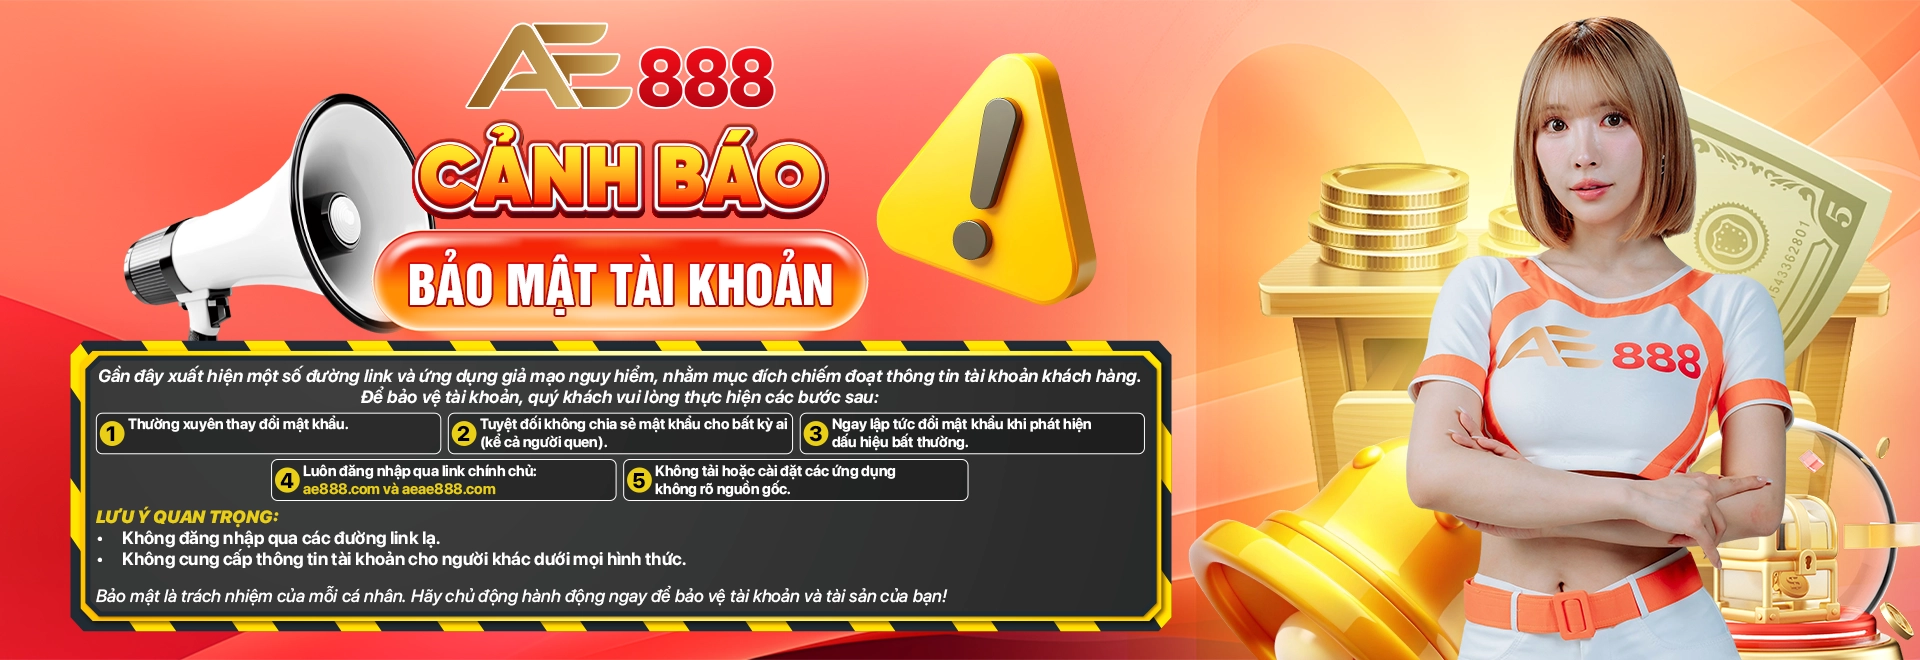 AE888
CẢNH BÁO
BẢO MẬT TÀI KHOẢN
Gần đây xuất hiện một số đường link và ứng dụng giả mạo nguy hiểm, nhằm mục đích chiếm đoạt thông tin tài khoản khách hàng.
Để bảo vệ tài khoản, quý khách vui lòng thực hiện các bước sau:
1 Thường xuyên thay đổi mật khẩu.
2 Tuyệt đối không chia sẻ mật khẩu cho bất kỳ ai
(kể cả người quen).
3 Ngay lập tức đổi mật khẩu khi phát hiện
dấu hiệu bất thường.
4 Luôn đăng nhập qua link chính chủ:
ae888.com và aeae888.com
5 Không tải hoặc cài đặt các ứng dụng
không rõ nguồn gốc.
LƯU Ý QUAN TRỌNG:
• Không đăng nhập qua các đường link lạ.
• Không cung cấp thông tin tài khoản cho người khác dưới mọi hình thức.
Bảo mật là trách nhiệm của mỗi cá nhân. Hãy chủ động hành động ngay để bảo vệ tài khoản và tài sản của bạn!
AE888
5
1543362801